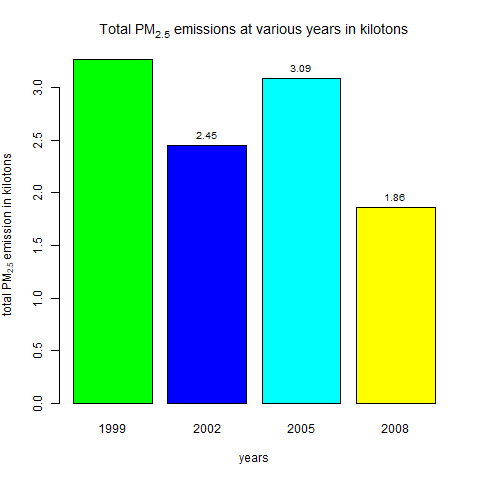 Total PM2.5 emissions at various years in kilotons
3.09
2.45
1.86
total PM2.5 emission in kilotons
3.0
2.5
2.0
1.5
1.0
0.5
0.0
1999 2002 2005 2008
years